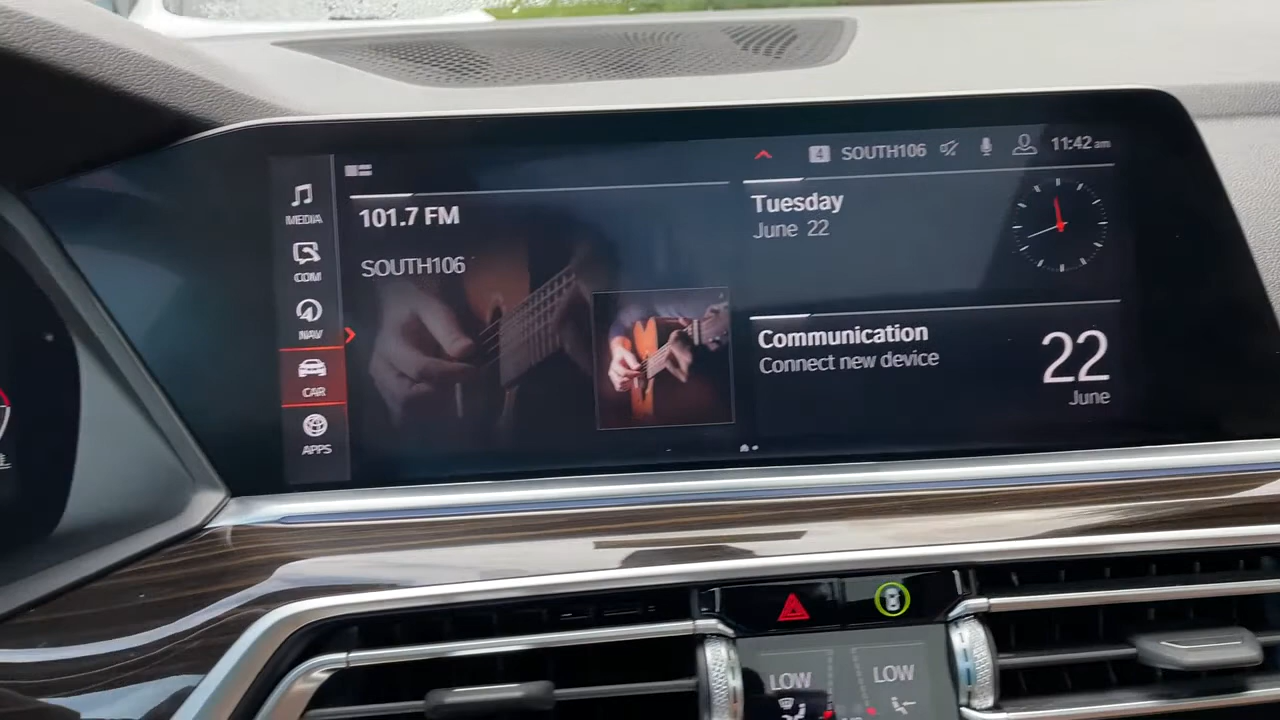 4 SOUTH106 11:42 am
MEDIA
COM
NAV
CAR
APPS
101.7 FM
SOUTH106
Tuesday
June 22
Communication
Connect new device
22
June
LOW
LOW